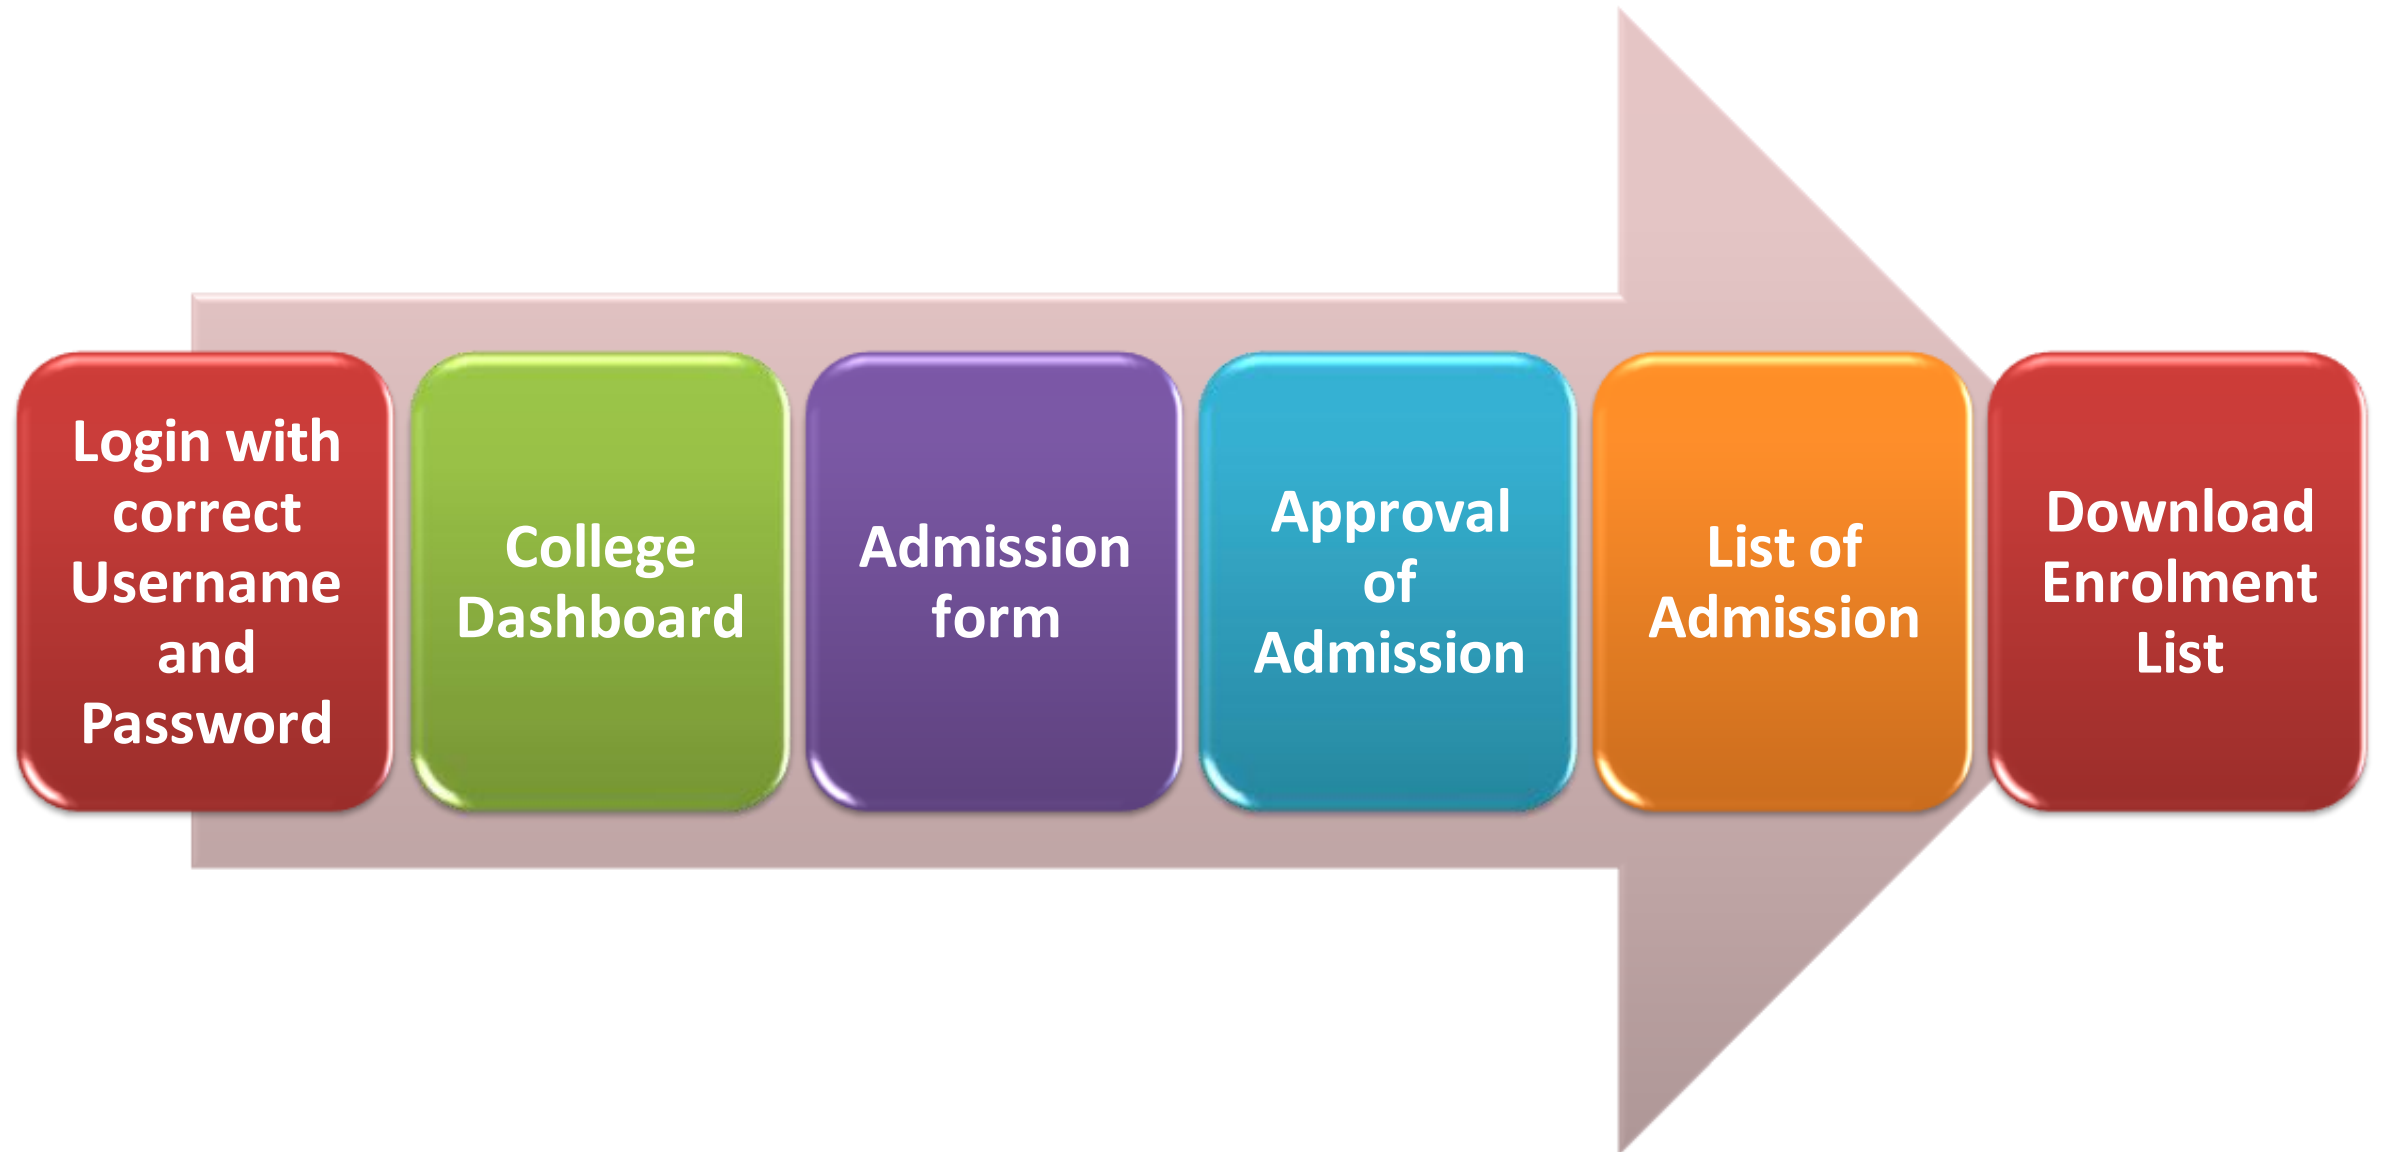 Login with
correct
Username
and
Password
College
Dashboard
Admission
form
Approval
of
Admission
List of
Admission
Download
Enrolment
List